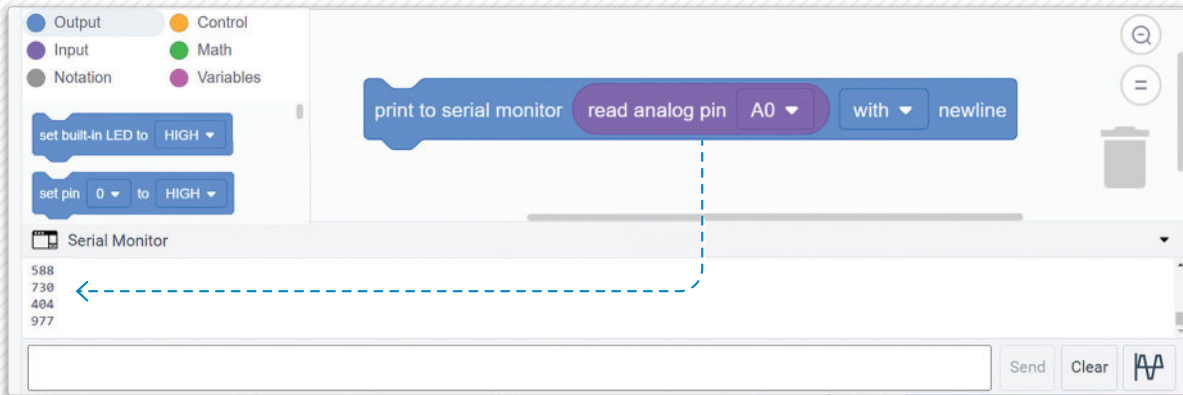 Output Control
Input Math
Notation Variables
set built-in LED to HIGH
set pin 0 to HIGH
print to serial monitor read analog pin A0 with newline
Serial Monitor
588
730
404
977
Send Clear